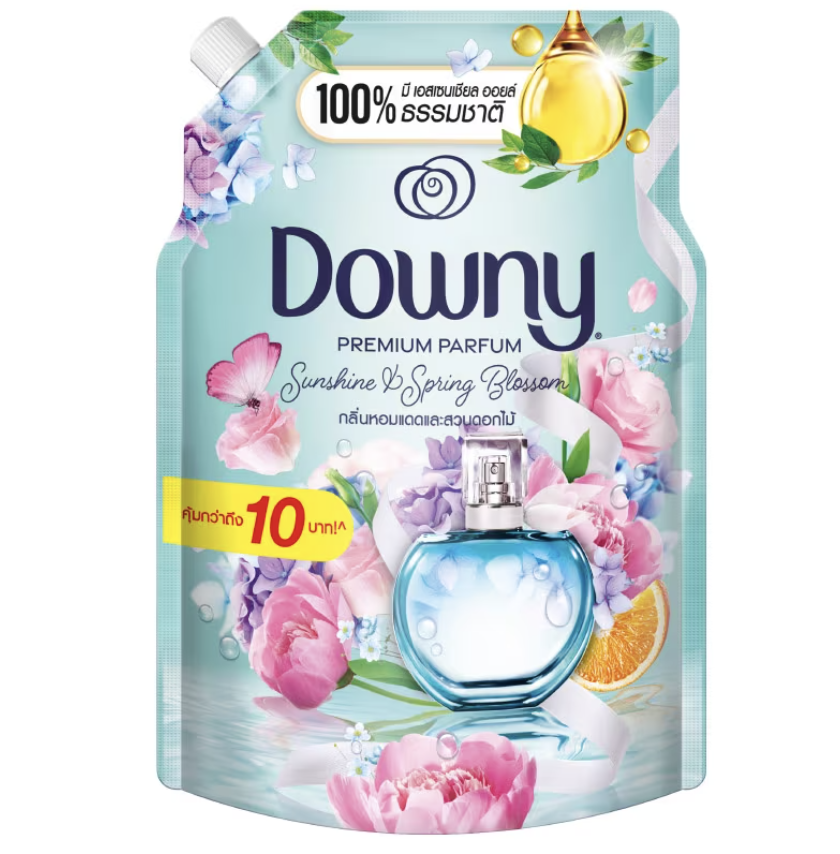 100% มี เอสเซนเชียล ออยล์
ธรรมชาติ
Downy®
PREMIUM PARFUM
Sunshine & Spring Blossom
กลิ่นหอมแดดและสวนดอกไม้
คุ้มกว่าถึง 10 บาท!^